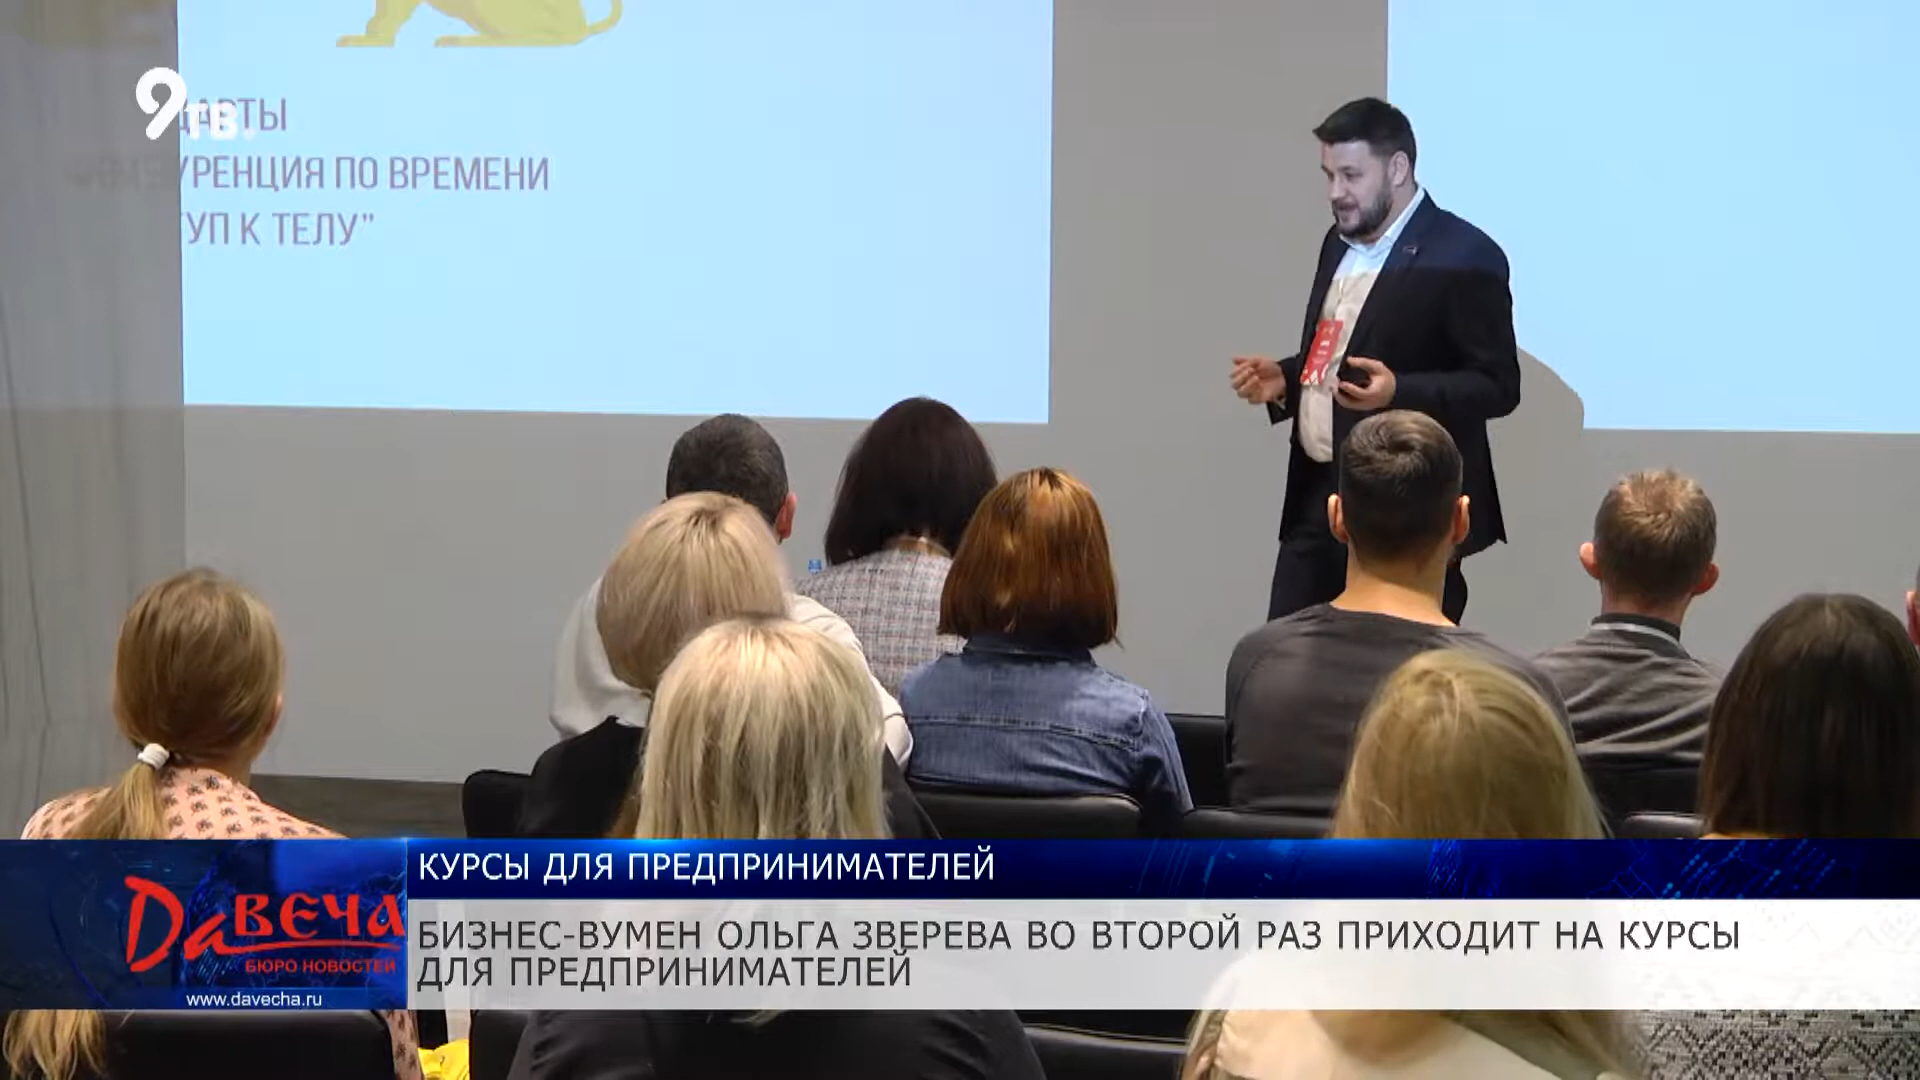 9ТВ.
ДАРТЫ
УРЕНЦИЯ ПО ВРЕМЕНИ
УП К ТЕЛУ"
КУРСЫ ДЛЯ ПРЕДПРИНИМАТЕЛЕЙ
ДаВЕЧА
БЮРО НОВОСТЕЙ
www.davecha.ru
БИЗНЕС-ВУМЕН ОЛЬГА ЗВЕРЕВА ВО ВТОРОЙ РАЗ ПРИХОДИТ НА КУРСЫ
ДЛЯ ПРЕДПРИНИМАТЕЛЕЙ